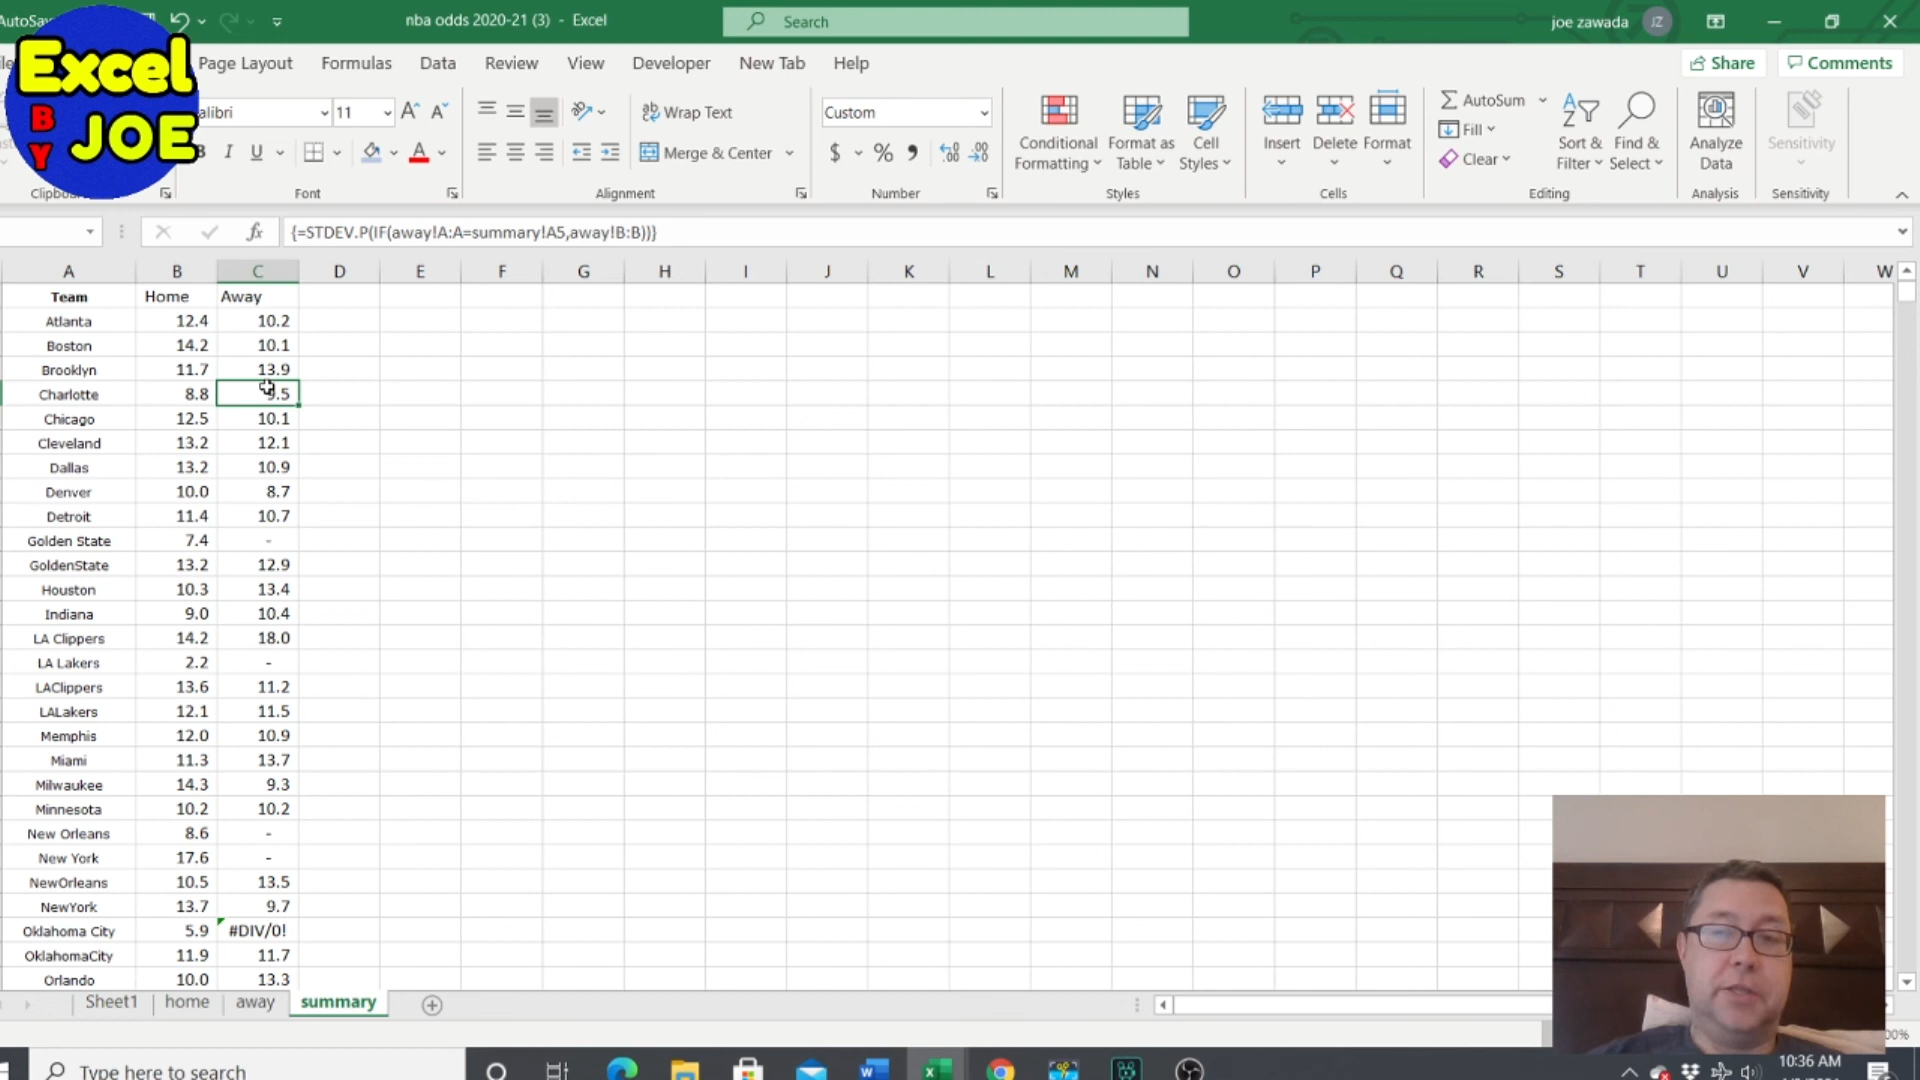 AutoSav
nba odds 2020-21 (3) - Excel
Search
joe zawada
JZ
Excel
BY
JOE
Page Layout
Formulas
Data
Review
View
Developer
New Tab
Help
Share
Comments
alibri
11
Wrap Text
Merge & Center
Custom
$ % ,
Conditional Formatting
Format as Table
Cell Styles
Insert
Delete
Format
AutoSum
Fill
Clear
Sort & Filter
Find & Select
Analyze Data
Sensitivity
Clipb
Font
Alignment
Number
Styles
Cells
Editing
Analysis
Sensitivity
fx {=STDEV.P(IF(away!A:A=summary!A5,away!B:B))}
A B C D E F G H I J K L M N O P Q R S T U V W
Team Home Away
Atlanta 12.4 10.2
Boston 14.2 10.1
Brooklyn 11.7 13.9
Charlotte 8.8 9.5
Chicago 12.5 10.1
Cleveland 13.2 12.1
Dallas 13.2 10.9
Denver 10.0 8.7
Detroit 11.4 10.7
Golden State 7.4 -
GoldenState 13.2 12.9
Houston 10.3 13.4
Indiana 9.0 10.4
LA Clippers 14.2 18.0
LA Lakers 2.2 -
LAClippers 13.6 11.2
LALakers 12.1 11.5
Memphis 12.0 10.9
Miami 11.3 13.7
Milwaukee 14.3 9.3
Minnesota 10.2 10.2
New Orleans 8.6 -
New York 17.6 -
NewOrleans 10.5 13.5
NewYork 13.7 9.7
Oklahoma City 5.9 #DIV/0!
OklahomaCity 11.9 11.7
Orlando 10.0 13.3
Sheet1 home away summary
Type here to search
10:36 AM